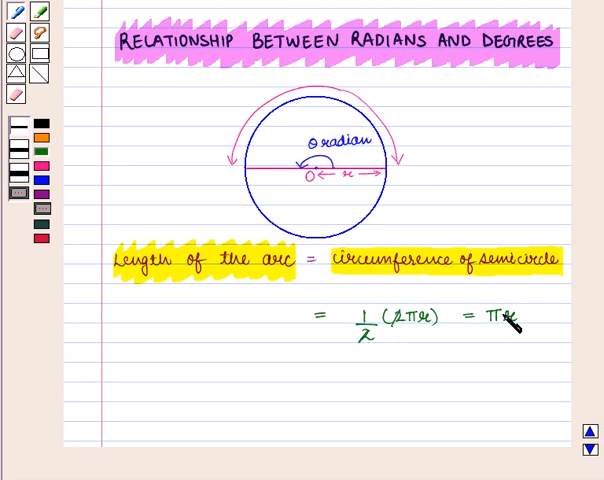 RELATIONSHIP BETWEEN RADIANS AND DEGREES
θ radian
O r
Length of the arc = circumference of semicircle
= 1/2 (2πr) = πr